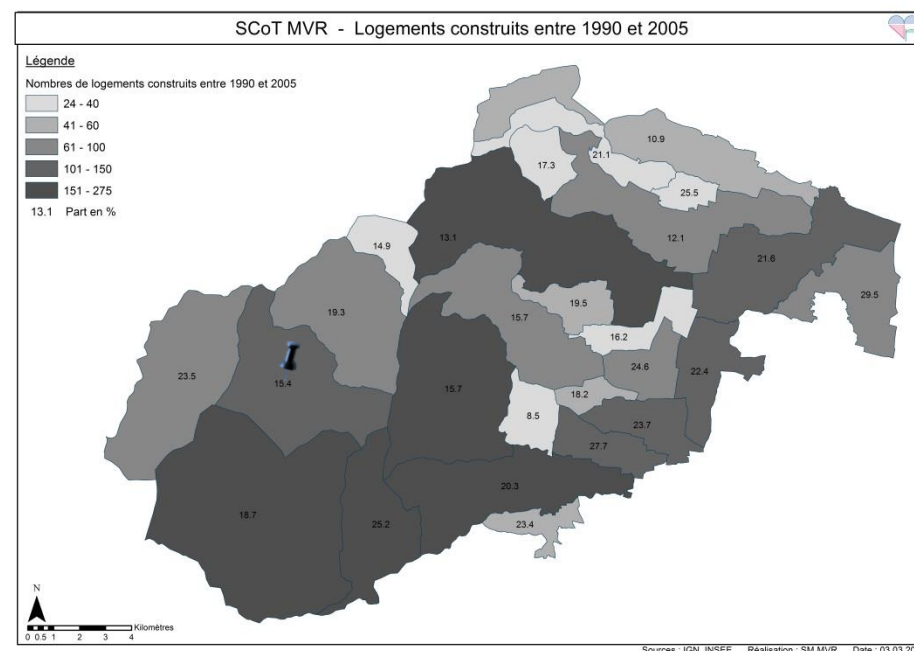 SCoT MVR - Logements construits entre 1990 et 2005
Légende
Nombres de logements construits entre 1990 et 2005
24 - 40
41 - 60
61 - 100
101 - 150
151 - 275
13.1 Part en %
10.9
21.1
17.3
25.5
12.1
13.1
14.9
21.6
29.5
19.5
19.3
15.7
16.2
24.6
22.4
23.5
15.4
15.7
18.2
8.5
23.7
27.7
20.3
18.7
25.2
23.4
N
0 0.5 1 2 3 4 Kilomètres
Sources : IGN, INSEE Réalisation : SM MVR Date : 03.03.20